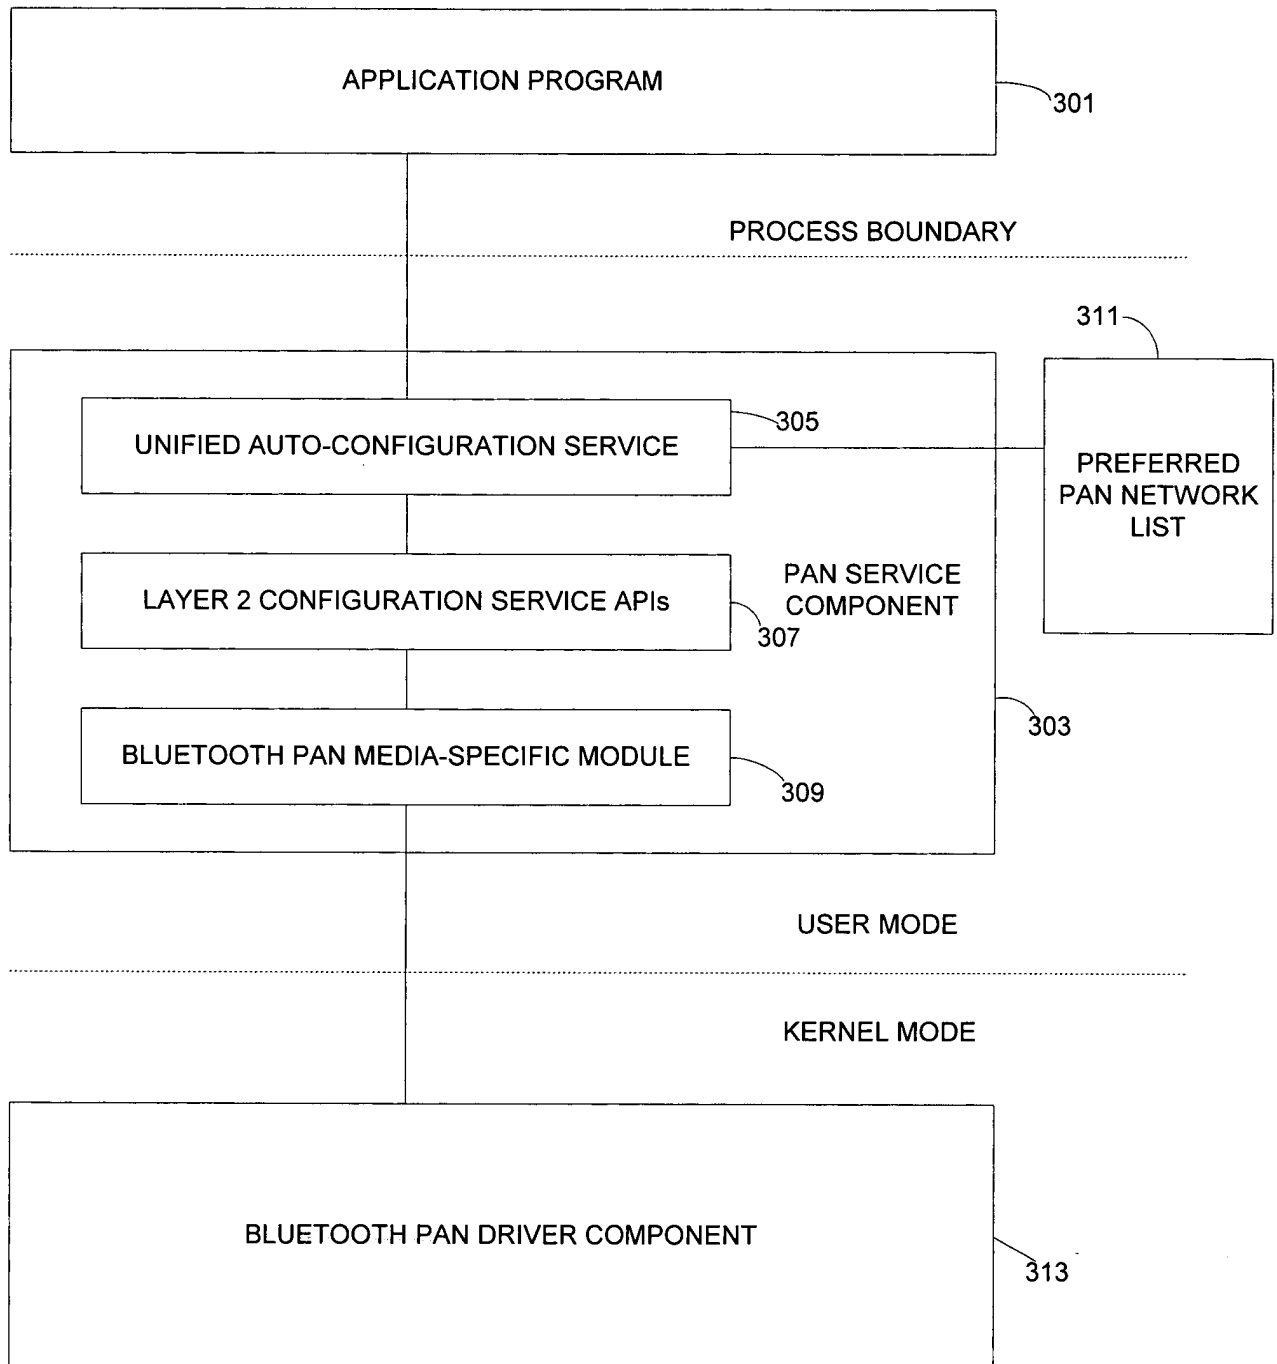 APPLICATION PROGRAM
301
PROCESS BOUNDARY
311
UNIFIED AUTO-CONFIGURATION SERVICE
305
PREFERRED
PAN NETWORK
LIST
LAYER 2 CONFIGURATION SERVICE APIs
307
PAN SERVICE
COMPONENT
303
BLUETOOTH PAN MEDIA-SPECIFIC MODULE
309
USER MODE
KERNEL MODE
BLUETOOTH PAN DRIVER COMPONENT
313